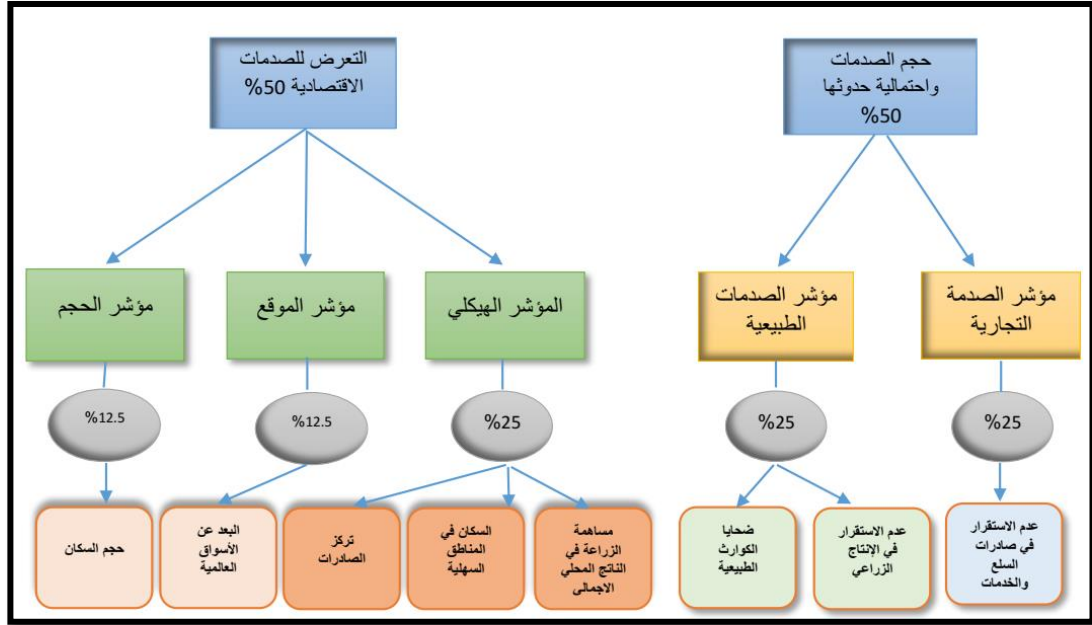 حجم الصدمات
واحتمالية حدوثها
%50
التعرض للصدمات
الاقتصادية 50%
مؤشر الصدمة
التجارية
مؤشر الصدمات
الطبيعية
المؤشر الهيكلي
مؤشر الموقع
مؤشر الحجم
%25
%25
%25
%12.5
%12.5
عدم الاستقرار
في صادرات
السلع
والخدمات
عدم الاستقرار
في الإنتاج
الزراعي
ضحايا
الكوارث
الطبيعية
مساهمة
الزراعة في
الناتج المحلي
الاجمالى
السكان في
المناطق
السهلية
تركز
الصادرات
البعد عن
الأسواق
العالمية
حجم السكان